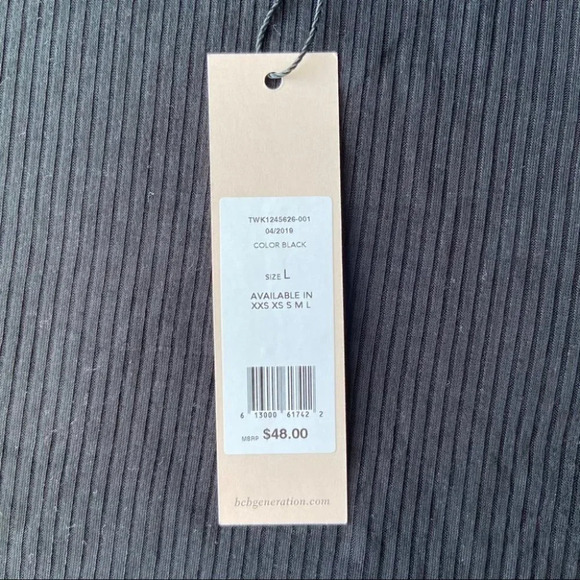 TWK1245626-001
04/2019
COLOR BLACK
SIZE L
AVAILABLE IN
XXS XS S M L
6 13000 61742 2
MSRP $48.00
bcbgeneration.com